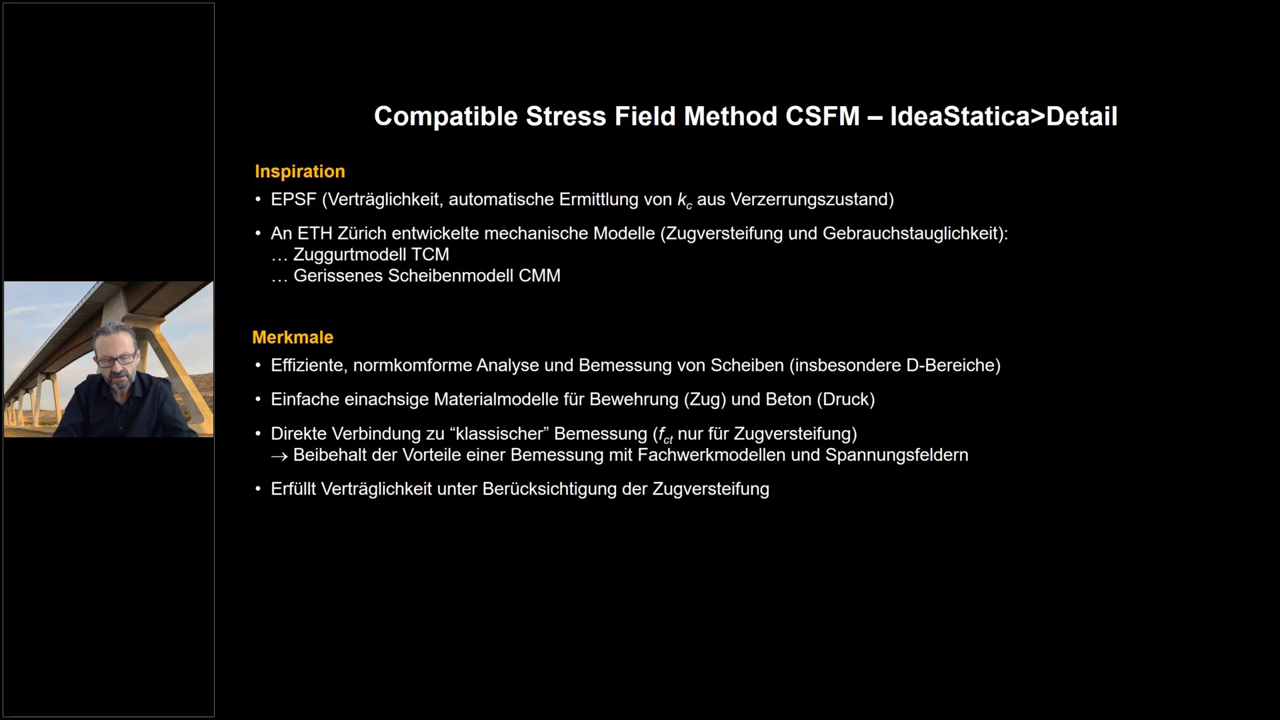 Compatible Stress Field Method CSFM – IdeaStatica>Detail
Inspiration
• EPSF (Verträglichkeit, automatische Ermittlung von kc aus Verzerrungszustand)
• An ETH Zürich entwickelte mechanische Modelle (Zugversteifung und Gebrauchstauglichkeit):
… Zuggurtmodell TCM
… Gerissenes Scheibenmodell CMM
Merkmale
• Effiziente, normkomforme Analyse und Bemessung von Scheiben (insbesondere D-Bereiche)
• Einfache einachsige Materialmodelle für Bewehrung (Zug) und Beton (Druck)
• Direkte Verbindung zu “klassischer” Bemessung (fct nur für Zugversteifung)
→ Beibehalt der Vorteile einer Bemessung mit Fachwerkmodellen und Spannungsfeldern
• Erfüllt Verträglichkeit unter Berücksichtigung der Zugversteifung